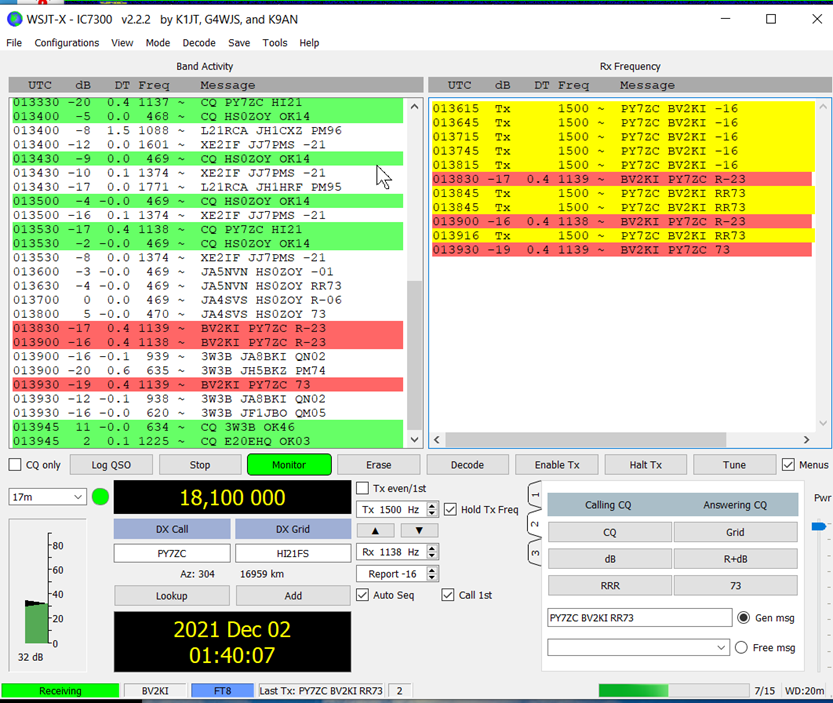 WSJT-X - IC7300 v2.2.2 by K1JT, G4WJS, and K9AN
File Configurations View Mode Decode Save Tools Help
Band Activity
UTC dB DT Freq Message
013330 -20 0.4 1137 ~ CQ PY7ZC HI21
013400 -5 0.0 468 ~ CQ HS0ZOY OK14
013400 -8 1.5 1088 ~ L21RCA JH1CXZ PM96
013400 -12 0.0 1601 ~ XE2IF JJ7PMS -21
013430 -9 0.0 469 ~ CQ HS0ZOY OK14
013430 -10 0.1 1374 ~ XE2IF JJ7PMS -21
013430 -17 0.0 1771 ~ L21RCA JH1HRF PM95
013500 -4 -0.0 469 ~ CQ HS0ZOY OK14
013500 -16 0.1 1374 ~ XE2IF JJ7PMS -21
013530 -17 0.4 1138 ~ CQ PY7ZC HI21
013530 -2 -0.0 469 ~ CQ HS0ZOY OK14
013530 -8 0.0 1374 ~ XE2IF JJ7PMS -21
013600 -3 -0.0 469 ~ JA5NVN HS0ZOY -01
013630 -4 -0.0 469 ~ JA5NVN HS0ZOY RR73
013700 0 0.0 469 ~ JA4SVS HS0ZOY R-06
013800 5 -0.0 470 ~ JA4SVS HS0ZOY 73
013830 -17 0.4 1139 ~ BV2KI PY7ZC R-23
013900 -16 0.4 1138 ~ BV2KI PY7ZC R-23
013900 -16 -0.1 939 ~ 3W3B JA8BKI QN02
013900 -20 0.6 635 ~ 3W3B JH5BKZ PM74
013930 -19 0.4 1139 ~ BV2KI PY7ZC 73
013930 -12 -0.1 938 ~ 3W3B JA8BKI QN02
013930 -16 -0.0 620 ~ 3W3B JF1JBO QM05
013945 11 -0.0 634 ~ CQ 3W3B OK46
013945 2 0.1 1225 ~ CQ E20EHQ OK03
Rx Frequency
UTC dB DT Freq Message
013615 Tx 1500 ~ PY7ZC BV2KI -16
013645 Tx 1500 ~ PY7ZC BV2KI -16
013715 Tx 1500 ~ PY7ZC BV2KI -16
013745 Tx 1500 ~ PY7ZC BV2KI -16
013815 Tx 1500 ~ PY7ZC BV2KI -16
013830 -17 0.4 1139 ~ BV2KI PY7ZC R-23
013845 Tx 1500 ~ PY7ZC BV2KI RR73
013845 Tx 1500 ~ PY7ZC BV2KI RR73
013900 -16 0.4 1138 ~ BV2KI PY7ZC R-23
013916 Tx 1500 ~ PY7ZC BV2KI RR73
013930 -19 0.4 1139 ~ BV2KI PY7ZC 73
CQ only Log QSO Stop Monitor Erase Decode Enable Tx Halt Tx Tune Menus
17m
18,100 000
DX Call DX Grid
PY7ZC HI21FS
Az: 304 16959 km
Lookup Add
2021 Dec 02
01:40:07
80
60
40
20
0
32 dB
Tx even/1st
Tx 1500 Hz Hold Tx Freq
▲ ▼
Rx 1138 Hz
Report -16
Auto Seq Call 1st
1
2
3
Calling CQ Answering CQ
CQ Grid
dB R+dB
RRR 73
PY7ZC BV2KI RR73 Gen msg
Free msg
Pwr
Receiving BV2KI FT8 Last Tx: PY7ZC BV2KI RR73 2 7/15 WD:20m